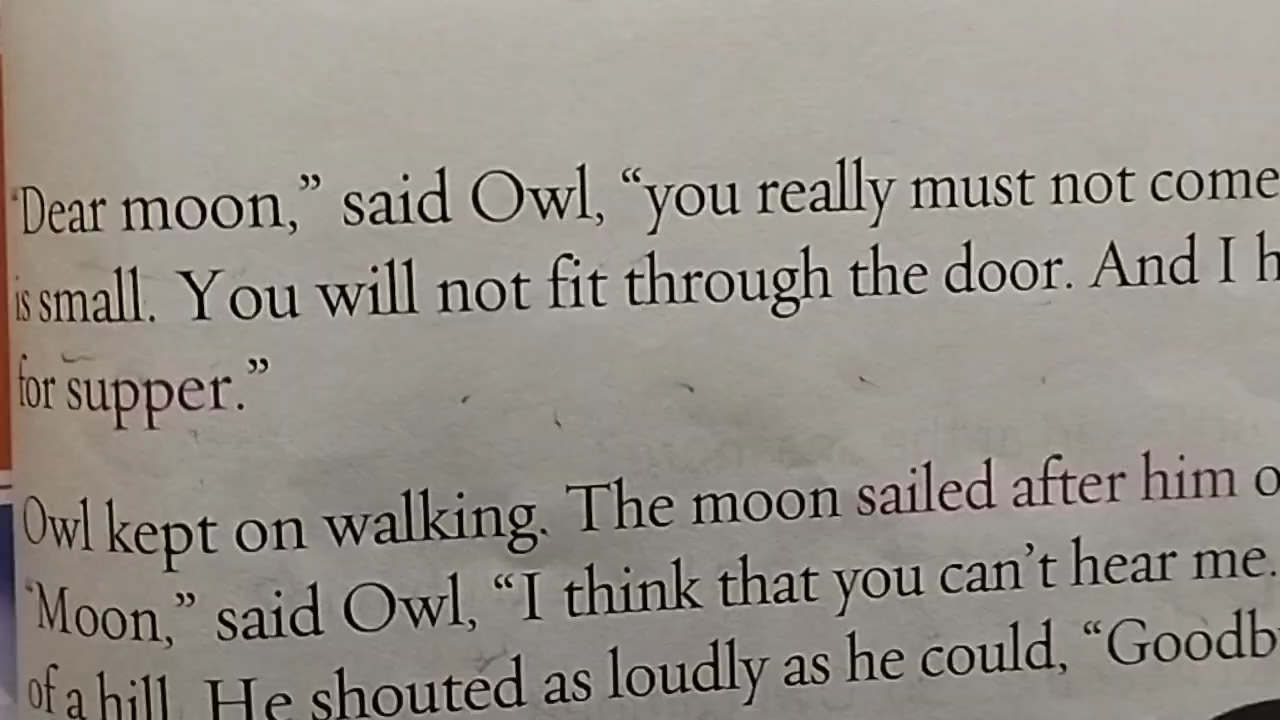 “Dear moon,” said Owl, “you really must not come
is small. You will not fit through the door. And I h
for supper.”
Owl kept on walking. The moon sailed after him o
“Moon,” said Owl, “I think that you can’t hear me.
of a hill. He shouted as loudly as he could, “Goodb